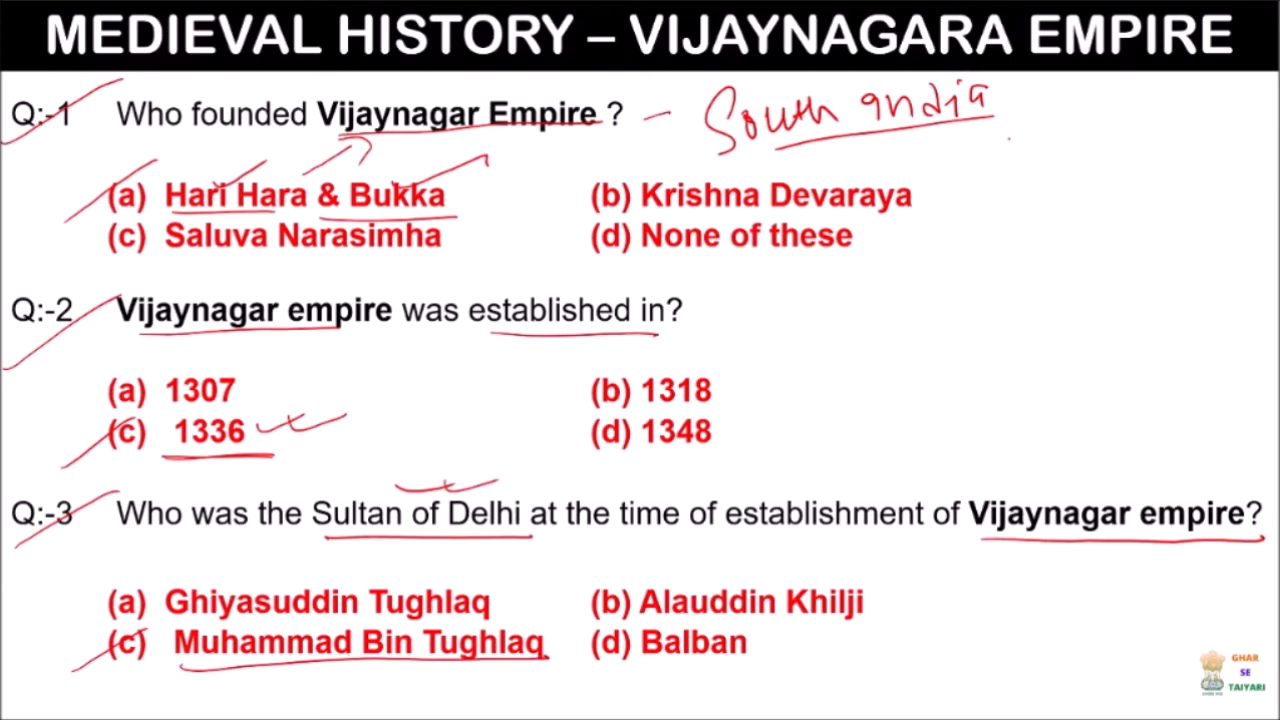 MEDIEVAL HISTORY – VIJAYNAGARA EMPIRE
Q:-1 Who founded Vijaynagar Empire ? – South India
(a) Hari Hara & Bukka (b) Krishna Devaraya
(c) Saluva Narasimha (d) None of these
Q:-2 Vijaynagar empire was established in?
(a) 1307 (b) 1318
(c) 1336 (d) 1348
Q:-3 Who was the Sultan of Delhi at the time of establishment of Vijaynagar empire?
(a) Ghiyasuddin Tughlaq (b) Alauddin Khilji
(c) Muhammad Bin Tughlaq (d) Balban
GHAR
SE
TAIYARI